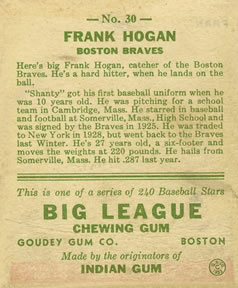 — No. 30 —
FRANK HOGAN
BOSTON BRAVES
Here's big Frank Hogan, catcher of the Boston
Braves. He's a hard hitter, when he lands on the
ball.
"Shanty" got his first baseball uniform when he
was 10 years old. He was pitching for a school
team in Cambridge, Mass. He starred in baseball
and football at Somerville, Mass., High School and
was signed by the Braves in 1925. He was traded
to New York in 1928, but went back to the Braves
last Winter. He's 27 years old, a six-footer and
moves the weights at 220 pounds. He hails from
Somerville, Mass. He hit .287 last year.
This is one of a series of 240 Baseball Stars
BIG LEAGUE
CHEWING GUM
GOUDEY GUM CO. BOSTON
Made by the originators of
INDIAN GUM